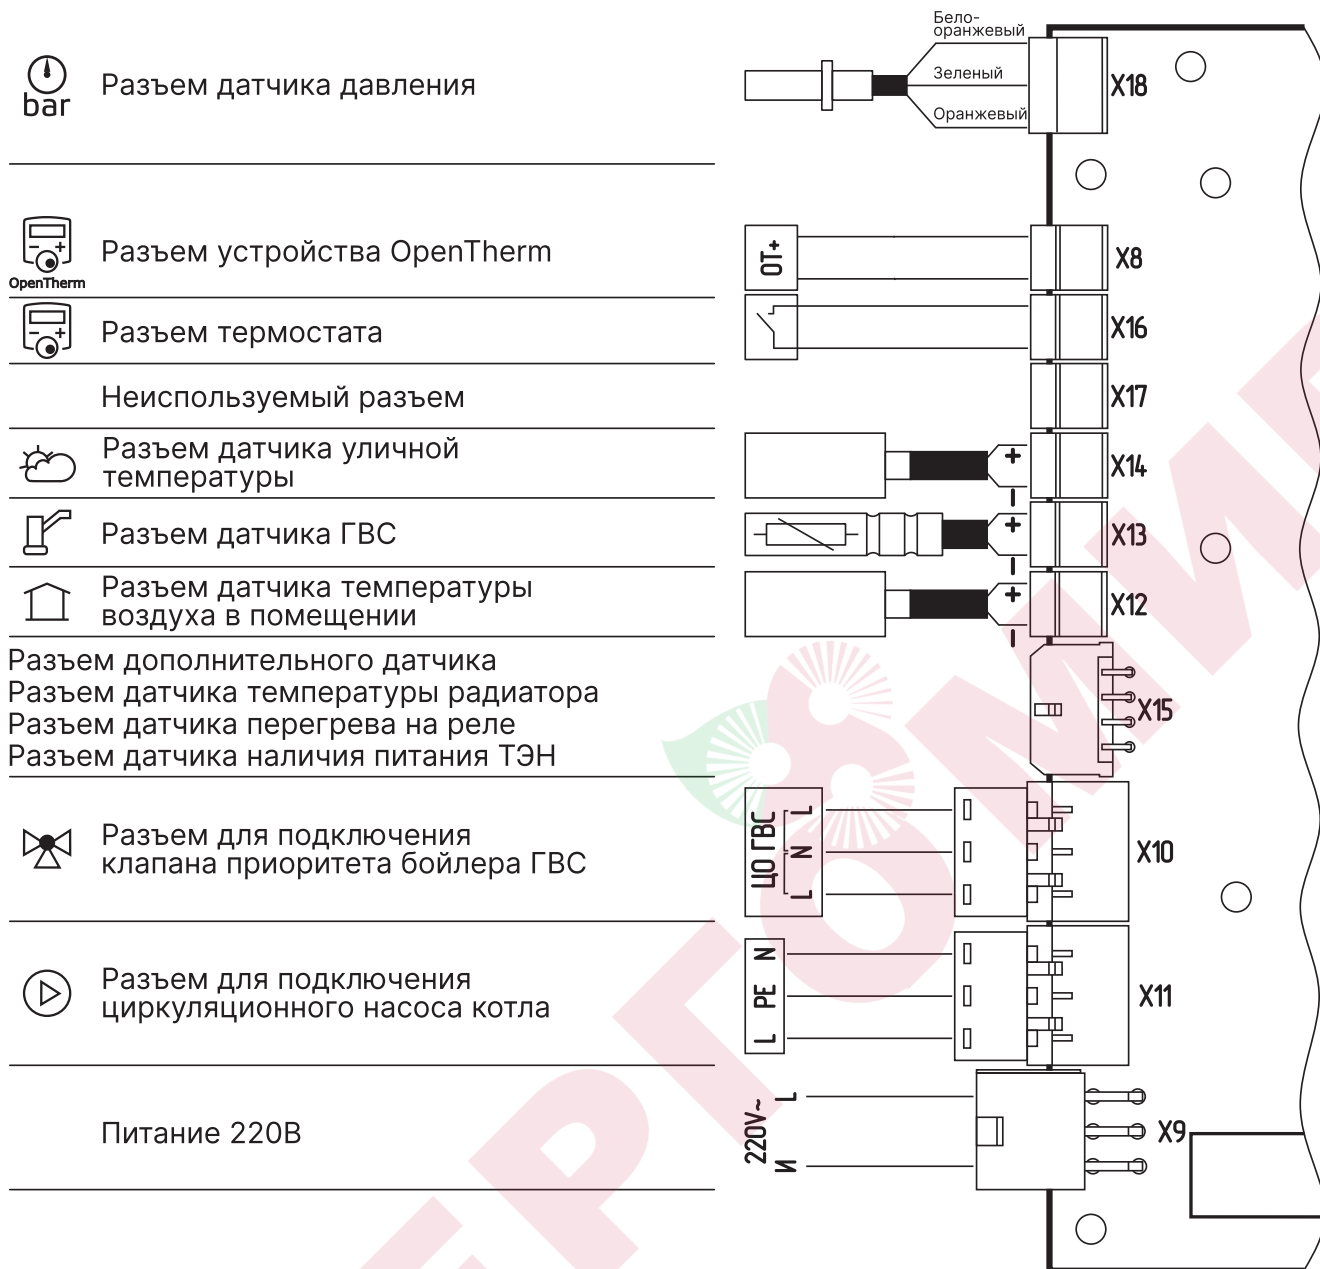 Бело-
оранжевый
Зеленый
Оранжевый
X18
bar
Разъем датчика давления
OpenTherm
Разъем устройства OpenTherm
OT+
X8
Разъем термостата
X16
Неиспользуемый разъем
X17
Разъем датчика уличной
температуры
+
−
X14
Разъем датчика ГВС
+
−
X13
Разъем датчика температуры
воздуха в помещении
+
−
X12
Разъем дополнительного датчика
Разъем датчика температуры радиатора
Разъем датчика перегрева на реле
Разъем датчика наличия питания ТЭН
X15
Разъем для подключения
клапана приоритета бойлера ГВС
ЦО ГВС
L N L
X10
Разъем для подключения
циркуляционного насоса котла
L PE N
X11
Питание 220В
220V~
И L
X9
ЕРГОМИР